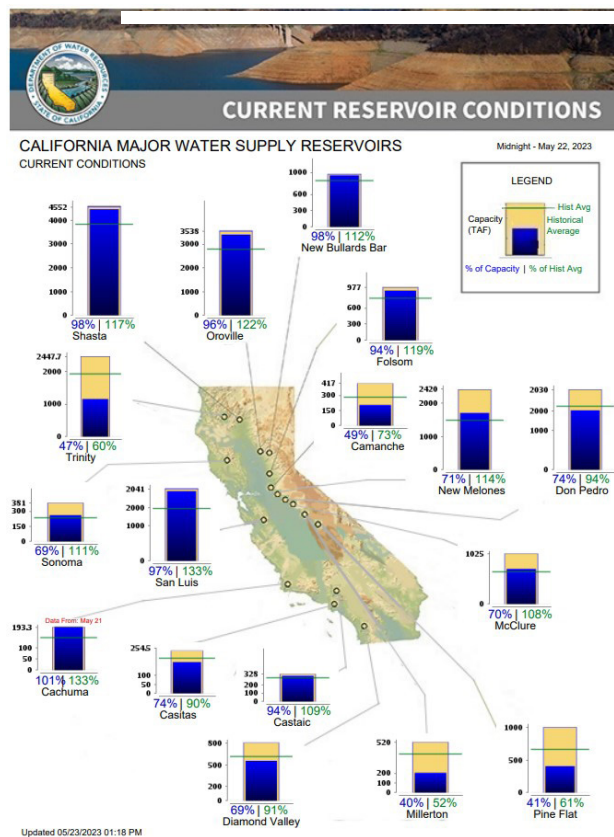 DEPARTMENT OF WATER RESOURCES
STATE OF CALIFORNIA
CURRENT RESERVOIR CONDITIONS
CALIFORNIA MAJOR WATER SUPPLY RESERVOIRS
CURRENT CONDITIONS
Midnight - May 22, 2023
LEGEND
Hist Avg
Capacity
(TAF)
Historical
Average
% of Capacity | % of Hist Avg
4552
4000
3000
2000
1000
0
98% | 117%
Shasta
3538
3000
2000
1000
0
96% | 122%
Oroville
1000
600
300
0
98% | 112%
New Bullards Bar
977
600
300
0
94% | 119%
Folsom
2447.7
2000
1000
0
47% | 60%
Trinity
417
300
150
0
49% | 73%
Camanche
2420
2000
1000
0
71% | 114%
New Melones
2030
2000
1000
0
74% | 94%
Don Pedro
381
300
150
0
69% | 111%
Sonoma
2041
2000
1000
0
97% | 133%
San Luis
1025
0
70% | 108%
McClure
Data From: May 21
193.3
100
50
0
101% 133%
Cachuma
254.5
100
50
0
74% | 90%
Casitas
325
200
100
0
94% | 109%
Castaic
800
400
200
0
69% | 91%
Diamond Valley
520
200
100
0
40% | 52%
Millerton
1000
500
0
41% | 61%
Pine Flat
Updated 05/23/2023 01:18 PM